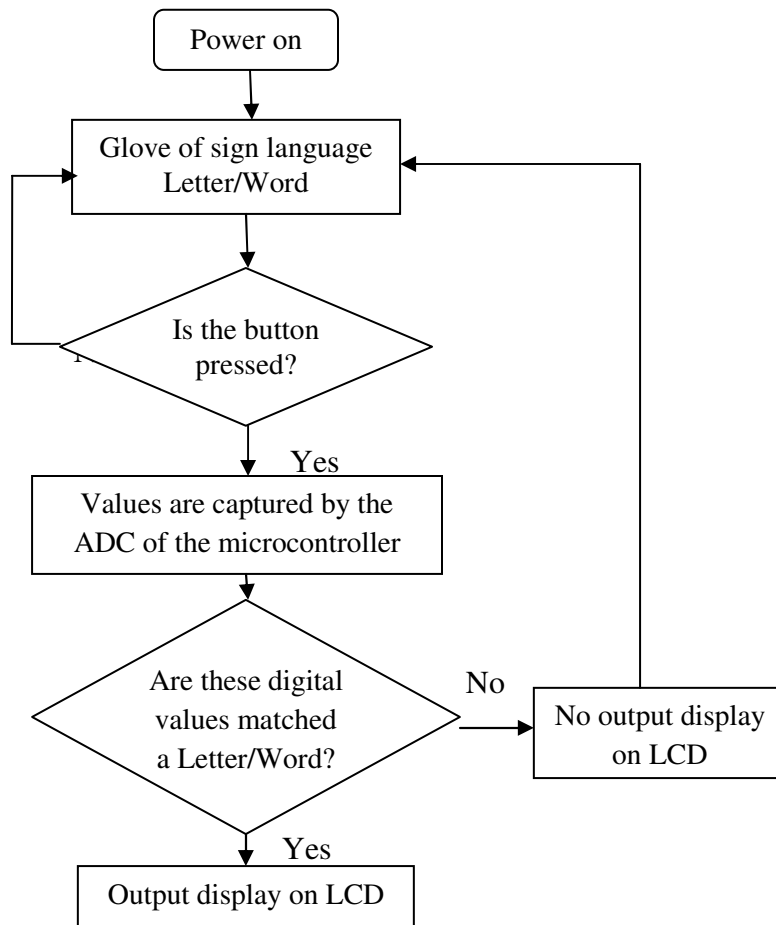 Power on
Glove of sign language
Letter/Word
Is the button
pressed?
Yes
Values are captured by the
ADC of the microcontroller
Are these digital
values matched
a Letter/Word?
No
No output display
on LCD
Yes
Output display on LCD